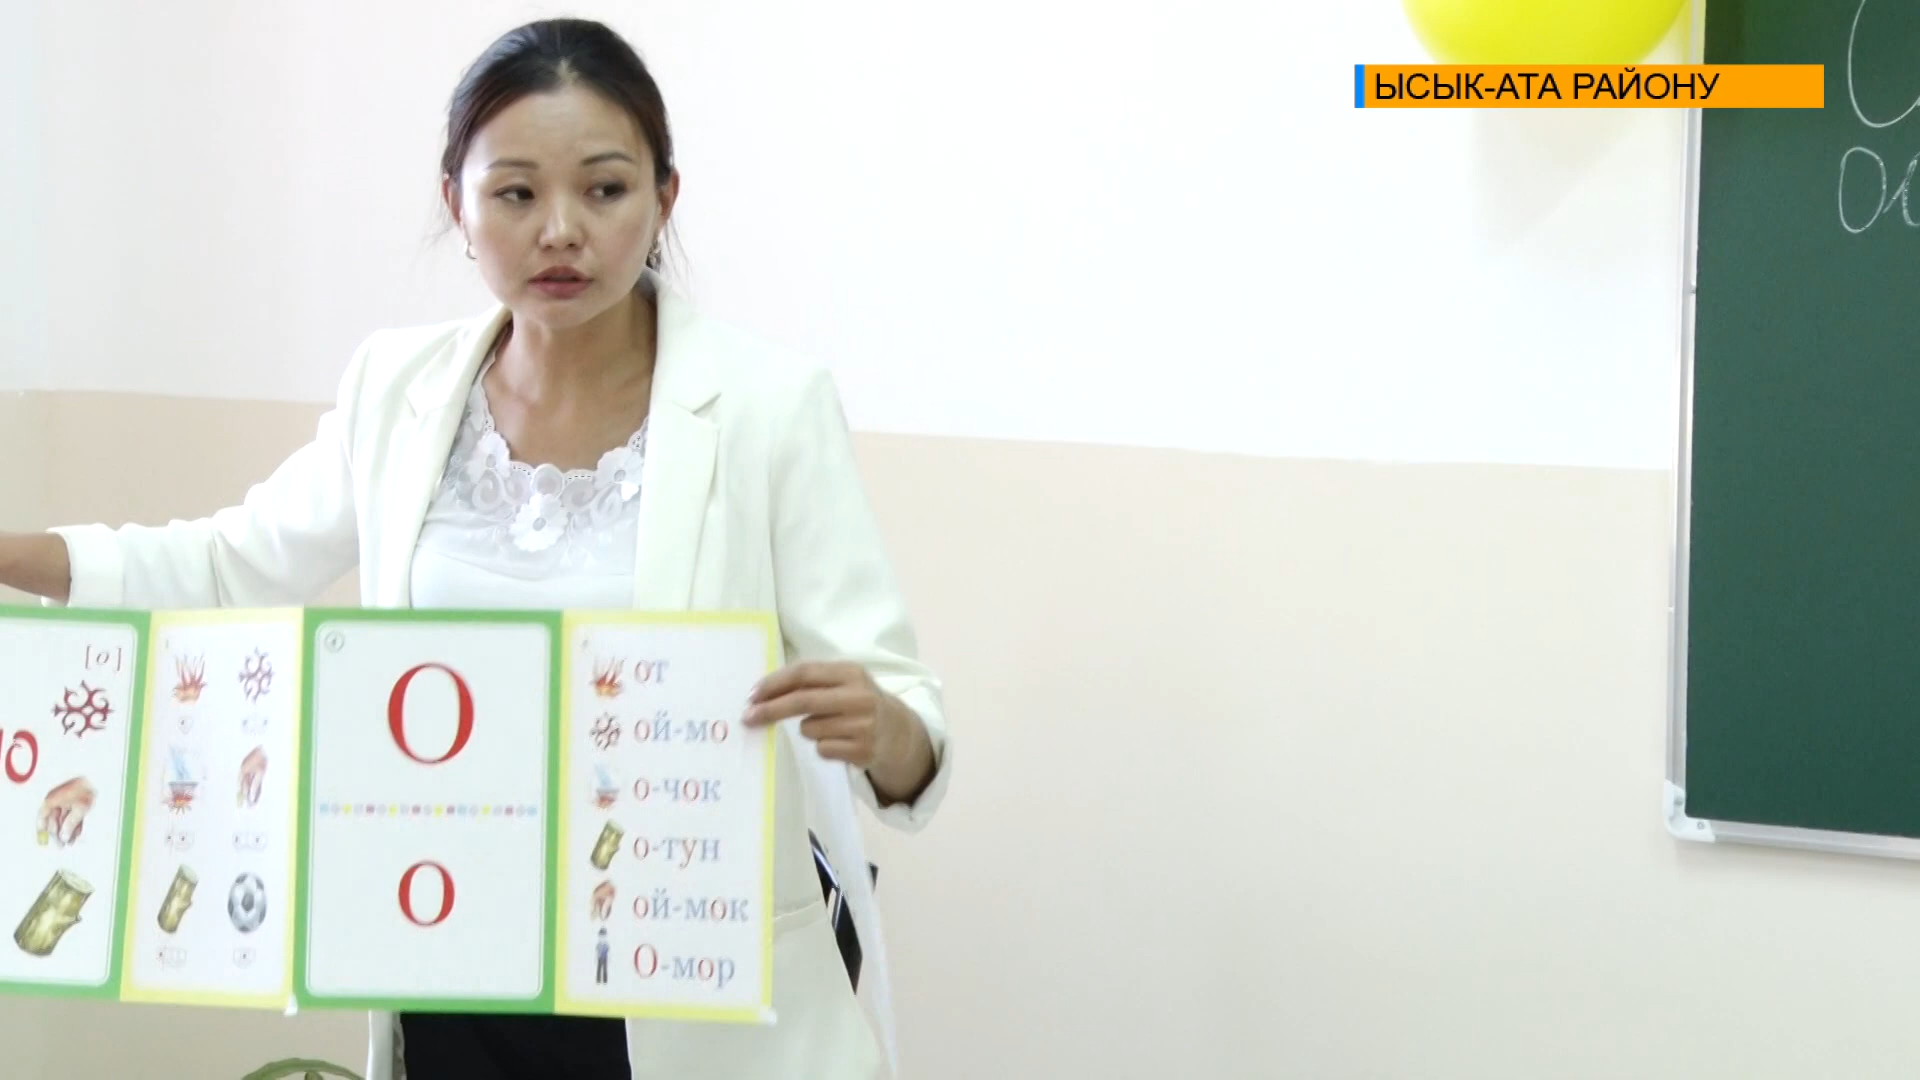 ЫСЫК-АТА РАЙОНУ
[о]
О
о
от
ой-мо
о-чок
о-тун
ой-мок
О-мор